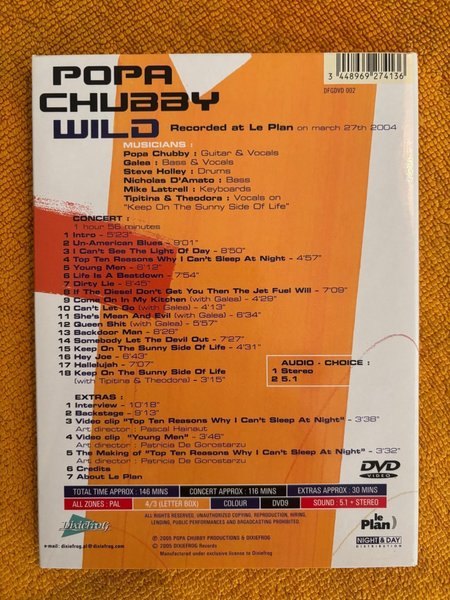 POPA
CHUBBY
WILD
3 448969 274136
DFGDVD 002
Recorded at Le Plan on march 27th 2004
MUSICIANS :
Popa Chubby : Guitar & Vocals
Galea : Bass & Vocals
Steve Holley : Drums
Nicholas D'Amato : Bass
Mike Lattrell : Keyboards
Tipitina & Theodora : Vocals on
"Keep On The Sunny Side Of Life"
CONCERT :
1 hour 56 minutes
1 Intro - 5'23"
2 Un-American Blues - 9'01"
3 I Can't See The Light Of Day - 8'50"
4 Top Ten Reasons Why I Can't Sleep At Night - 4'57"
5 Young Men - 6'12"
6 Life Is A Beatdown - 7'54"
7 Dirty Lie - 6'45"
8 If The Diesel Don't Get You Then The Jet Fuel Will - 7'09"
9 Come On In My Kitchen (with Galea) - 4'29"
10 Can't Let Go (with Galea) - 4'13"
11 She's Mean And Evil (with Galea) - 6'34"
12 Queen Shit (with Galea) - 5'57"
13 Backdoor Man - 8'26"
14 Somebody Let The Devil Out - 7'27"
15 Keep On The Sunny Side Of Life - 4'31"
16 Hey Joe - 6'43"
17 Hallelujah - 7'07"
18 Keep On The Sunny Side Of Life
(with Tipitina & Theodora) - 3'15"
AUDIO - CHOICE :
1 Stereo
2 5.1
EXTRAS :
1 Interview - 10'18"
2 Backstage - 9'13"
3 Video clip "Top Ten Reasons Why I Can't Sleep At Night" - 3'36"
Art director : Pascal Hainaut
4 Video clip "Young Men" - 3'46"
Art director : Patricia De Gorostarzu
5 The Making of "Top Ten Reasons Why I Can't Sleep At Night" - 3'32"
Art director : Patricia De Gorostarzu
6 Credits
7 About Le Plan
DVD
VIDEO
TOTAL TIME APPROX : 146 MINS
CONCERT APPROX : 116 MINS
EXTRAS APPROX : 30 MINS
ALL ZONES : PAL
4/3 (LETTER BOX)
COLOUR
DVD9
SOUND : 5.1 + STEREO
ALL RIGHTS RESERVED. UNAUTHORIZED COPYING, REPRODUCTION, HIRING,
LENDING, PUBLIC PERFORMANCES AND BROADCASTING PROHIBITED.
Dixiefrog
e-mail: dixiefrog.al@dixiefrog.com
℗ 2005 POPA CHUBBY PRODUCTIONS & DIXIEFROG
© 2005 DIXIEFROG Records
Manufactured under exclusive license to Dixiefrog
le
Plan
NIGHT & DAY
DISTRIBUTION